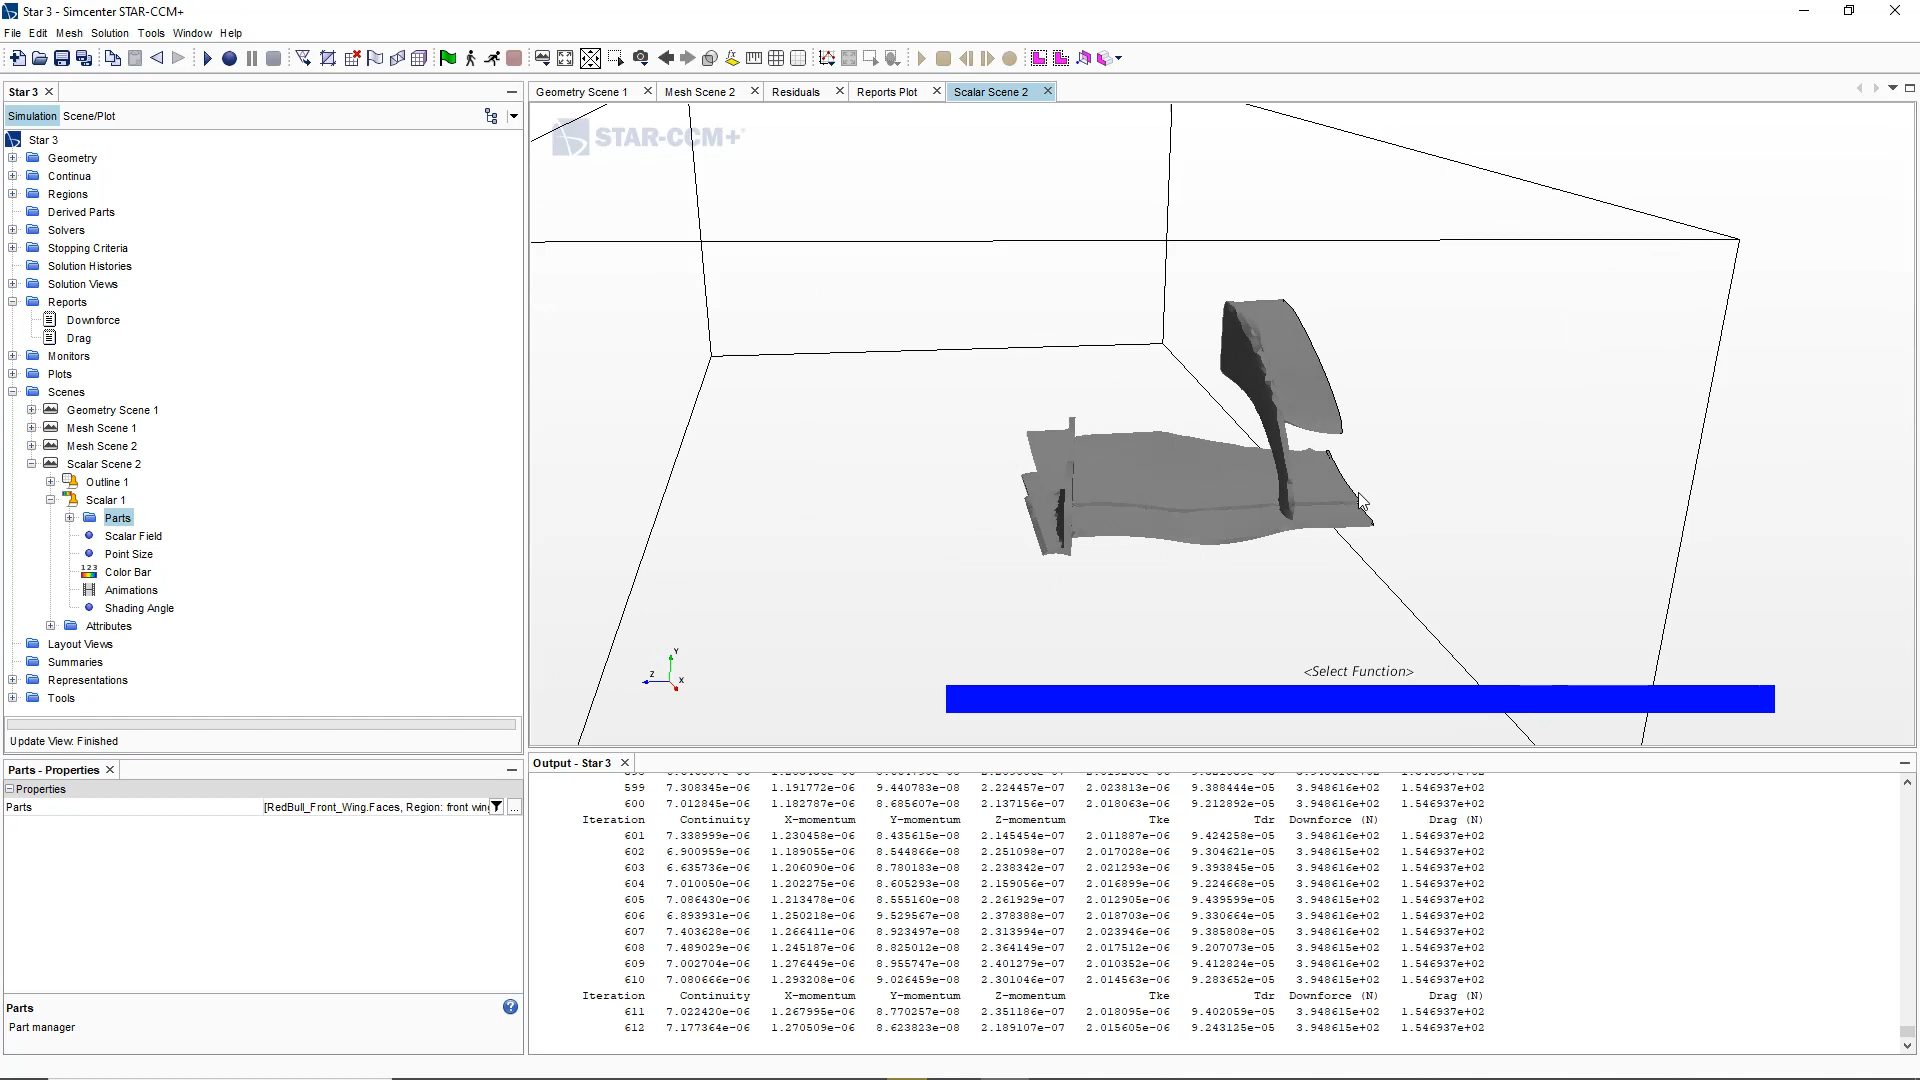 Star 3 - Simcenter STAR-CCM+
File Edit Mesh Solution Tools Window Help
Star 3
Geometry Scene 1 Mesh Scene 2 Residuals Reports Plot Scalar Scene 2
Simulation Scene/Plot
Star 3
Geometry
Continua
Regions
Derived Parts
Solvers
Stopping Criteria
Solution Histories
Solution Views
Reports
Downforce
Drag
Monitors
Plots
Scenes
Geometry Scene 1
Mesh Scene 1
Mesh Scene 2
Scalar Scene 2
Outline 1
Scalar 1
Parts
Scalar Field
Point Size
Color Bar
Animations
Shading Angle
Attributes
Layout Views
Summaries
Representations
Tools
Update View: Finished
Parts - Properties
Properties
Parts [RedBull_Front_Wing.Faces, Region: front win
Parts
Part manager
STAR-CCM+
Y
Z
X
<Select Function>
Output - Star 3
599 7.308345e-06 1.191772e-06 9.440783e-08 2.224457e-07 2.023813e-06 9.388444e-05 3.948616e+02 1.546937e+02
600 7.012845e-06 1.182787e-06 8.685607e-08 2.137156e-07 2.018063e-06 9.212892e-05 3.948616e+02 1.546937e+02
Iteration Continuity X-momentum Y-momentum Z-momentum Tke Tdr Downforce (N) Drag (N)
601 7.338999e-06 1.230458e-06 8.435615e-08 2.145454e-07 2.011887e-06 9.424258e-05 3.948615e+02 1.546937e+02
602 6.900959e-06 1.189055e-06 8.544866e-08 2.251098e-07 2.017028e-06 9.304621e-05 3.948615e+02 1.546937e+02
603 6.635736e-06 1.206090e-06 8.780183e-08 2.238342e-07 2.021293e-06 9.393845e-05 3.948616e+02 1.546937e+02
604 7.010050e-06 1.202275e-06 8.605293e-08 2.159056e-07 2.016899e-06 9.224668e-05 3.948616e+02 1.546937e+02
605 7.086430e-06 1.213478e-06 8.555160e-08 2.261929e-07 2.012905e-06 9.439599e-05 3.948616e+02 1.546937e+02
606 6.893931e-06 1.250218e-06 9.529567e-08 2.378388e-07 2.018703e-06 9.330664e-05 3.948616e+02 1.546937e+02
607 7.403628e-06 1.266411e-06 8.923497e-08 2.313994e-07 2.023946e-06 9.385808e-05 3.948616e+02 1.546937e+02
608 7.489029e-06 1.245187e-06 8.825012e-08 2.364149e-07 2.017512e-06 9.207073e-05 3.948615e+02 1.546937e+02
609 7.002704e-06 1.276449e-06 8.955747e-08 2.401279e-07 2.010352e-06 9.412824e-05 3.948615e+02 1.546937e+02
610 7.080666e-06 1.293208e-06 9.026459e-08 2.301046e-07 2.014563e-06 9.283652e-05 3.948615e+02 1.546937e+02
Iteration Continuity X-momentum Y-momentum Z-momentum Tke Tdr Downforce (N) Drag (N)
611 7.022420e-06 1.267995e-06 8.770257e-08 2.351186e-07 2.018095e-06 9.402059e-05 3.948615e+02 1.546937e+02
612 7.177364e-06 1.270509e-06 8.623823e-08 2.189107e-07 2.015605e-06 9.243125e-05 3.948615e+02 1.546937e+02